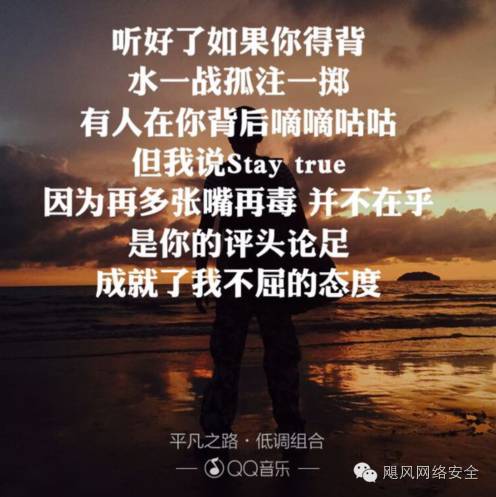 听好了如果你得背
水一战孤注一掷
有人在你背后嘀嘀咕咕
但我说Stay true
因为再多张嘴再毒 并不在乎
是你的评头论足
成就了我不屈的态度
平凡之路·低调组合
QQ音乐
飓风网络安全